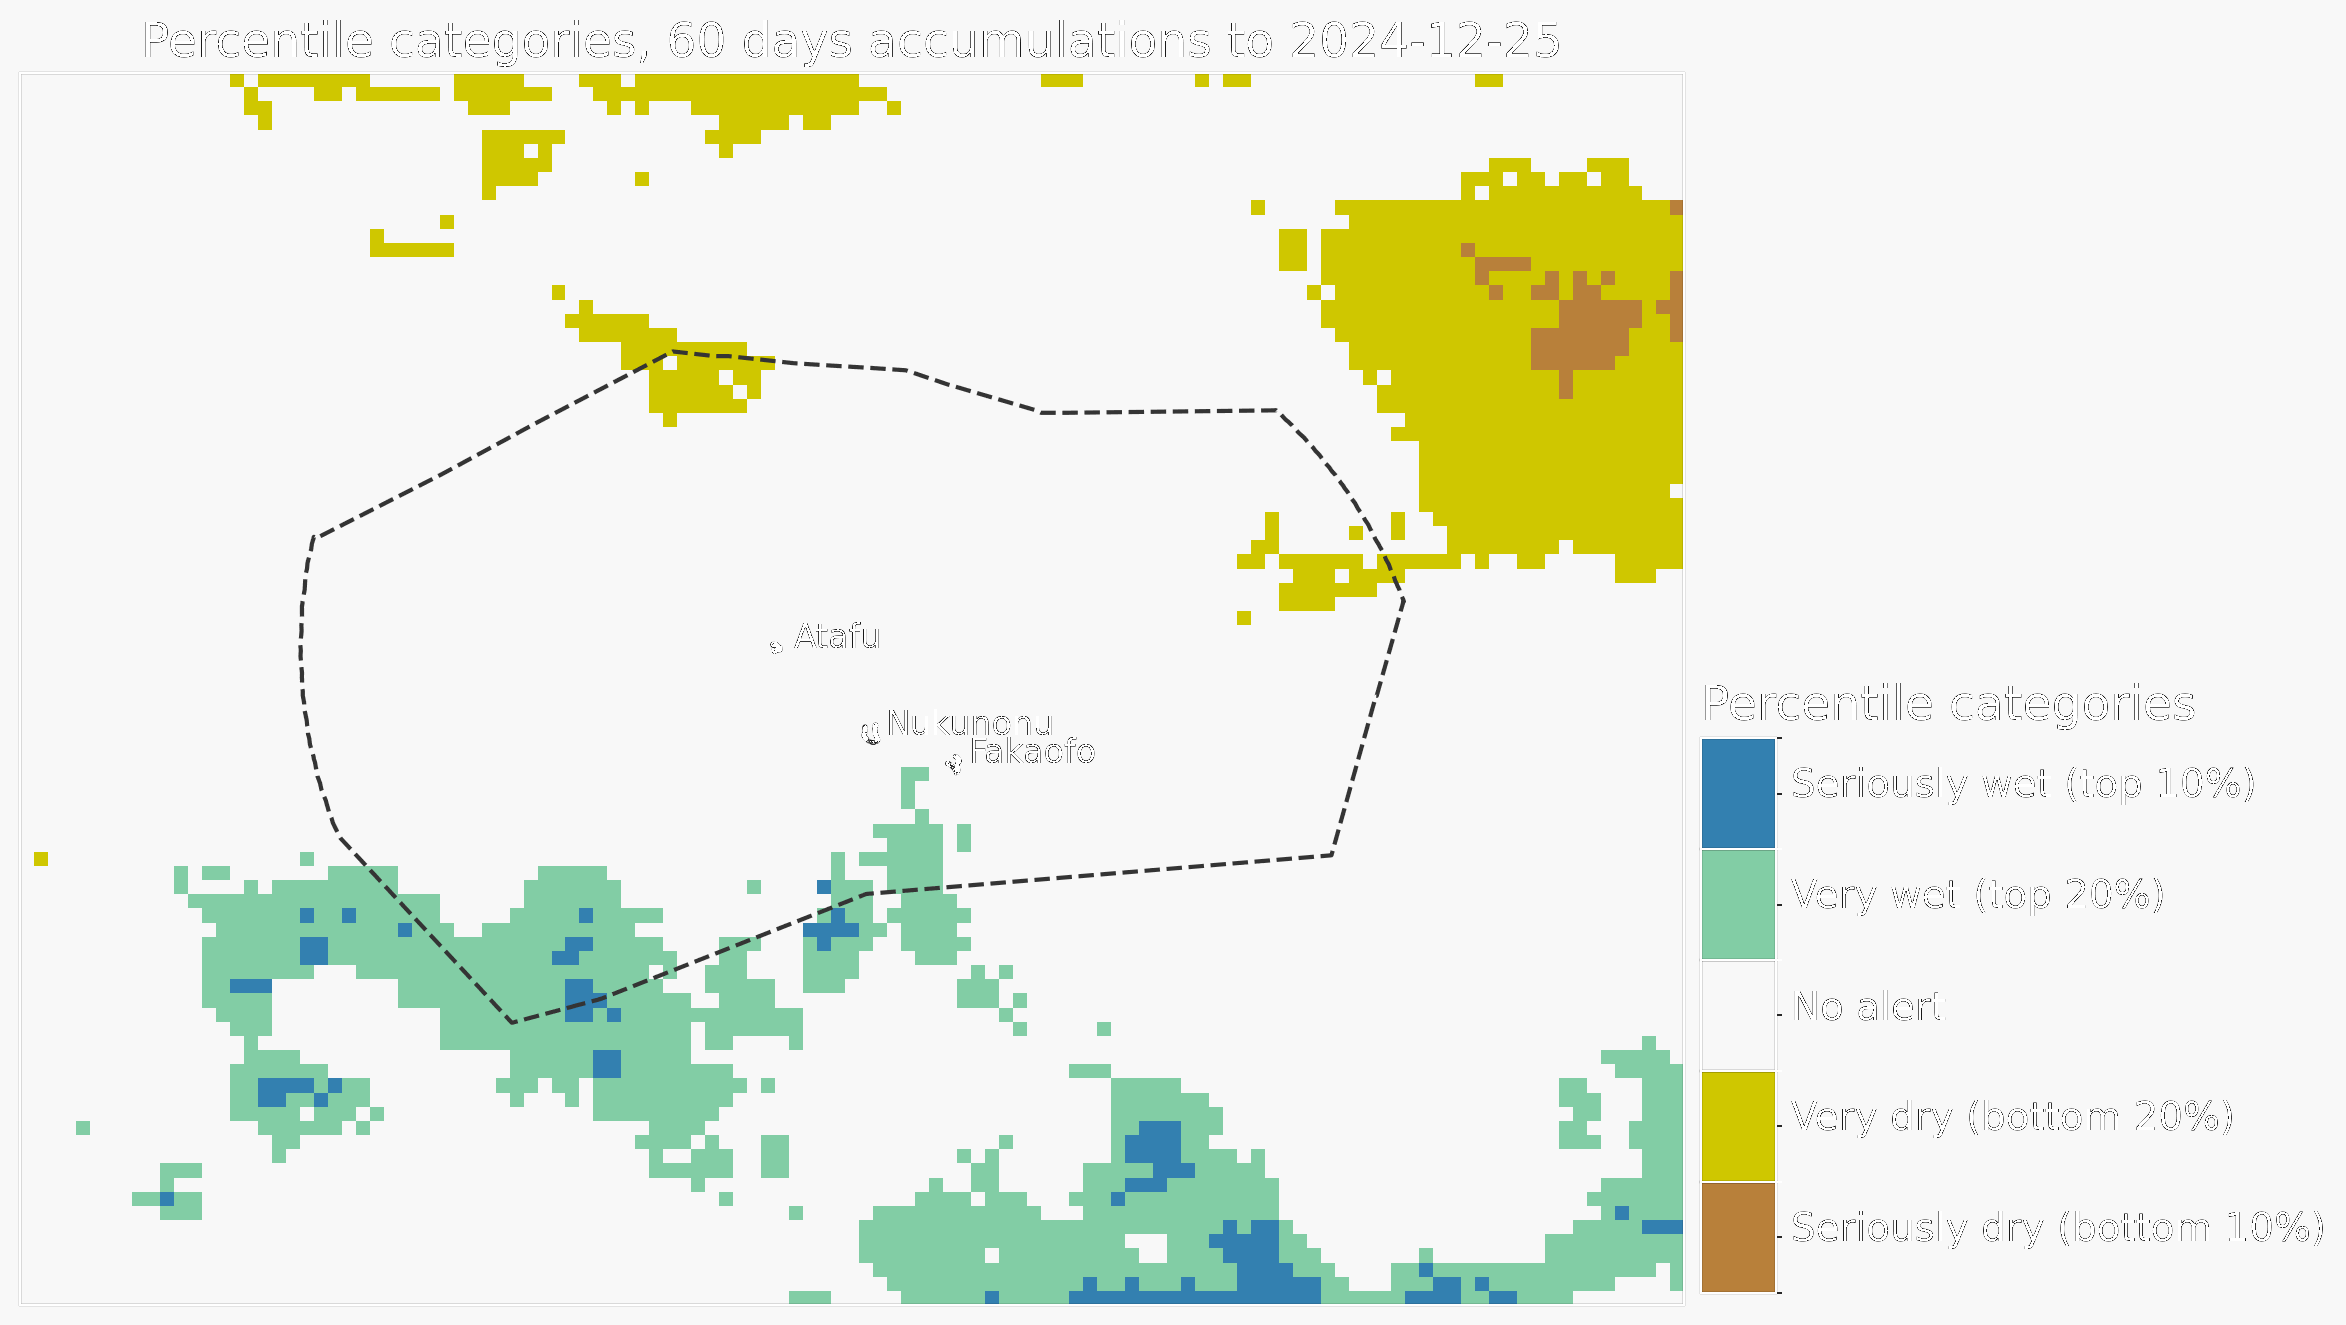 Percentile categories, 60 days accumulations to 2024-12-25
Atafu
Nukunonu
Fakaofo
Percentile categories
Seriously wet (top 10%)
Very wet (top 20%)
No alert
Very dry (bottom 20%)
Seriously dry (bottom 10%)